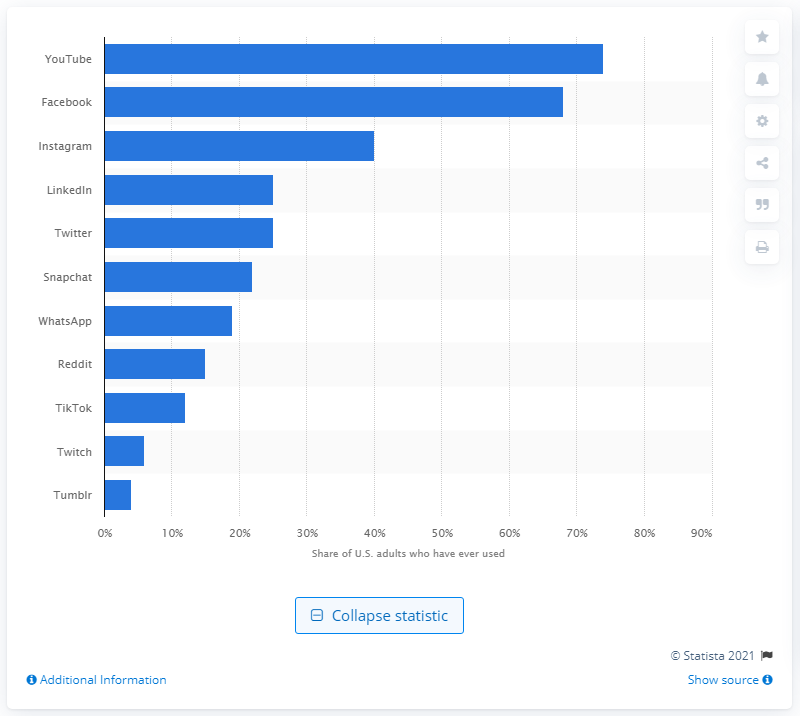 YouTube
Facebook
Instagram
LinkedIn
Twitter
Snapchat
WhatsApp
Reddit
TikTok
Twitch
Tumblr
0% 10% 20% 30% 40% 50% 60% 70% 80% 90%
Share of U.S. adults who have ever used
Collapse statistic
© Statista 2021
Additional Information
Show source